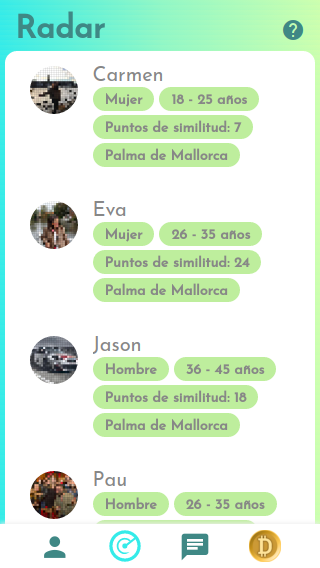 Radar
Carmen
Mujer 18 - 25 años
Puntos de similitud: 7
Palma de Mallorca
Eva
Mujer 26 - 35 años
Puntos de similitud: 24
Palma de Mallorca
Jason
Hombre 36 - 45 años
Puntos de similitud: 18
Palma de Mallorca
Pau
Hombre 26 - 35 años